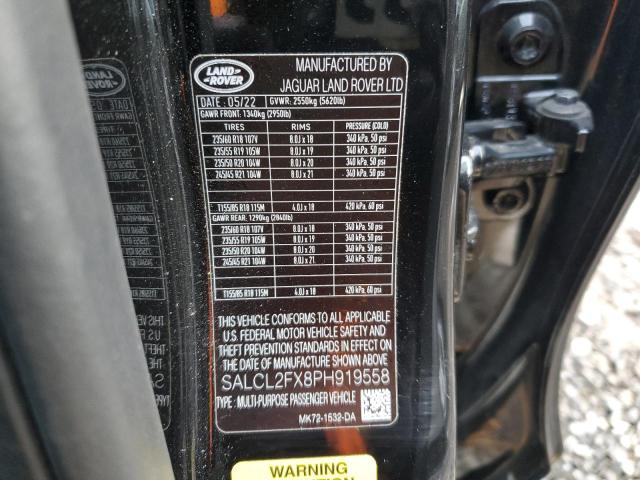 LAND ROVER
MANUFACTURED BY
JAGUAR LAND ROVER LTD
DATE 05/22 GVWR: 2550kg (5620lb)
GAWR FRONT: 1340kg (2950lb)
TIRES RIMS PRESSURE (COLD)
235/60 R18 107V 8.0J x 18 340 kPa, 50 psi
235/55 R19 105W 8.0J x 19 340 kPa, 50 psi
235/50 R20 104W 8.0J x 20 340 kPa, 50 psi
245/45 R21 104W 8.0J x 21 340 kPa, 50 psi
T155/85 R18 115M 4.0J x 18 420 kPa, 60 psi
GAWR REAR: 1290kg (2840lb)
235/60 R18 107V 8.0J x 18 340 kPa, 50 psi
235/55 R19 105W 8.0J x 19 340 kPa, 50 psi
235/50 R20 104W 8.0J x 20 340 kPa, 50 psi
245/45 R21 104W 8.0J x 21 340 kPa, 50 psi
T155/85 R18 115M 4.0J x 18 420 kPa, 60 psi
THIS VEHICLE CONFORMS TO ALL APPLICABLE
U.S. FEDERAL MOTOR VEHICLE SAFETY AND
THEFT PREVENTION STANDARDS IN EFFECT ON
THE DATE OF MANUFACTURE SHOWN ABOVE
SALCL2FX8PH919558
TYPE: MULTI-PURPOSE PASSENGER VEHICLE
MK72-1532-DA
WARNING